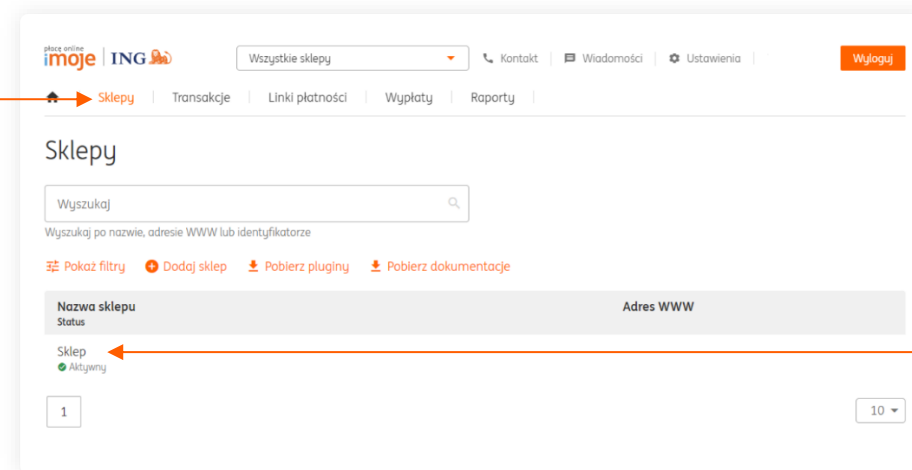 płacę online
imoje ING Wszystkie sklepy Kontakt Wiadomości Ustawienia Wyloguj
Sklepy Transakcje Linki płatności Wypłaty Raporty
Sklepy
Wyszukaj
Wyszukaj po nazwie, adresie WWW lub identyfikatorze
Pokaż filtry Dodaj sklep Pobierz pluginy Pobierz dokumentacje
Nazwa sklepu Adres WWW
Status
Sklep
Aktywny
1 10